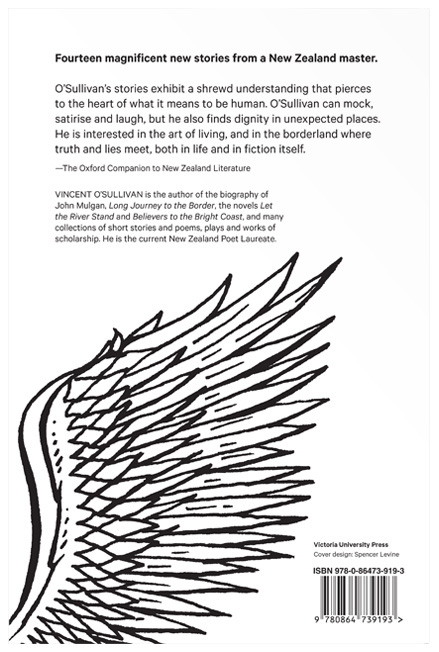 Fourteen magnificent new stories from a New Zealand master.
O'Sullivan's stories exhibit a shrewd understanding that pierces
to the heart of what it means to be human. O'Sullivan can mock,
satirise and laugh, but he also finds dignity in unexpected places.
He is interested in the art of living, and in the borderland where
truth and lies meet, both in life and in fiction itself.
—The Oxford Companion to New Zealand Literature
VINCENT O'SULLIVAN is the author of the biography of
John Mulgan, Long Journey to the Border, the novels Let
the River Stand and Believers to the Bright Coast, and many
collections of short stories and poems, plays and works of
scholarship. He is the current New Zealand Poet Laureate.
Victoria University Press
Cover design: Spencer Levine
ISBN 978-0-86473-919-3
9 780864 739193 >